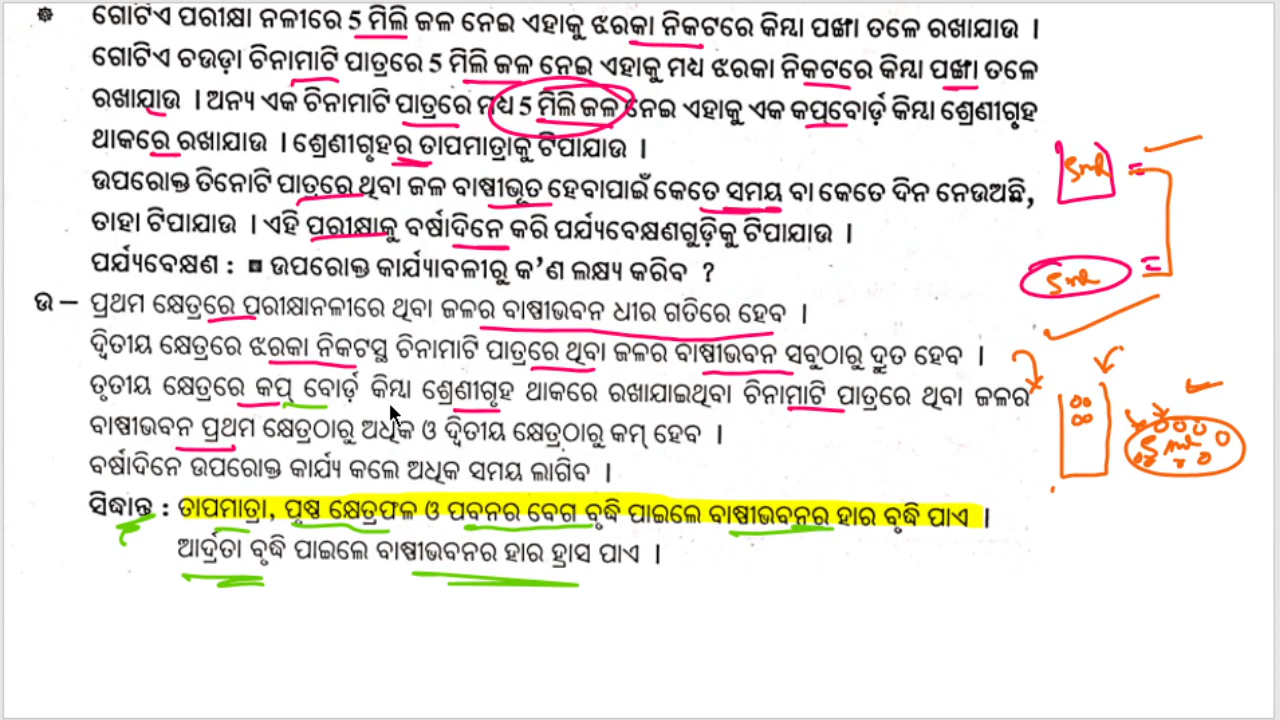 ଗୋଟିଏ ପରୀକ୍ଷା ନଳୀରେ 5 ମିଲି ଜଳ ନେଇ ଏହାକୁ ଝରକା ନିକଟରେ କିମ୍ବା ପଙ୍ଖା ତଳେ ରଖାଯାଉ ।
ଗୋଟିଏ ଚଉଡ଼ା ଚିନାମାଟି ପାତ୍ରରେ 5 ମିଲି ଜଳ ନେଇ ଏହାକୁ ମଧ୍ୟ ଝରକା ନିକଟରେ କିମ୍ବା ପଙ୍ଖା ତଳେ
ରଖାଯାଉ । ଅନ୍ୟ ଏକ ଚିନାମାଟି ପାତ୍ରରେ ମଧ୍ୟ 5 ମିଲି ଜଳ ନେଇ ଏହାକୁ ଏକ କପ୍‌ବୋର୍ଡ଼ କିମ୍ବା ଶ୍ରେଣୀଗୃହ 5ml
ଥାକରେ ରଖାଯାଉ । ଶ୍ରେଣୀଗୃହର ତାପମାତ୍ରାକୁ ଟିପାଯାଉ ।
ଉପରୋକ୍ତ ତିନୋଟି ପାତ୍ରରେ ଥିବା ଜଳ ବାଷ୍ପୀଭୂତ ହେବାପାଇଁ କେତେ ସମୟ ବା କେତେ ଦିନ ନେଉଅଛି,
ତାହା ଟିପାଯାଉ । ଏହି ପରୀକ୍ଷାକୁ ବର୍ଷାଦିନେ କରି ପର୍ଯ୍ୟବେକ୍ଷଣଗୁଡ଼ିକୁ ଟିପାଯାଉ ।
ପର୍ଯ୍ୟବେକ୍ଷଣ : ■ ଉପରୋକ୍ତ କାର୍ଯ୍ୟାବଳୀରୁ କ'ଣ ଲକ୍ଷ୍ୟ କରିବ ? 5ml
ଉ – ପ୍ରଥମ କ୍ଷେତ୍ରରେ ପରୀକ୍ଷାନଳୀରେ ଥିବା ଜଳର ବାଷ୍ପୀଭବନ ଧୀର ଗତିରେ ହେବ ।
ଦ୍ୱିତୀୟ କ୍ଷେତ୍ରରେ ଝରକା ନିକଟସ୍ଥ ଚିନାମାଟି ପାତ୍ରରେ ଥିବା ଜଳର ବାଷ୍ପୀଭବନ ସବୁଠାରୁ ଦ୍ରୁତ ହେବ ।
ତୃତୀୟ କ୍ଷେତ୍ରରେ କପ୍ ବୋର୍ଡ଼ କିମ୍ବା ଶ୍ରେଣୀଗୃହ ଥାକରେ ରଖାଯାଇଥିବା ଚିନାମାଟି ପାତ୍ରରେ ଥିବା ଜଳର
ବାଷ୍ପୀଭବନ ପ୍ରଥମ କ୍ଷେତ୍ରଠାରୁ ଅଧିକ ଓ ଦ୍ୱିତୀୟ କ୍ଷେତ୍ରଠାରୁ କମ୍ ହେବ । 5ml
ବର୍ଷାଦିନେ ଉପରୋକ୍ତ କାର୍ଯ୍ୟ କଲେ ଅଧିକ ସମୟ ଲାଗିବ ।
ସିଦ୍ଧାନ୍ତ : ତାପମାତ୍ରା, ପୃଷ୍ଠ କ୍ଷେତ୍ରଫଳ ଓ ପବନର ବେଗ ବୃଦ୍ଧି ପାଇଲେ ବାଷ୍ପୀଭବନର ହାର ବୃଦ୍ଧି ପାଏ ।
ଆର୍ଦ୍ରତା ବୃଦ୍ଧି ପାଇଲେ ବାଷ୍ପୀଭବନର ହାର ହ୍ରାସ ପାଏ ।